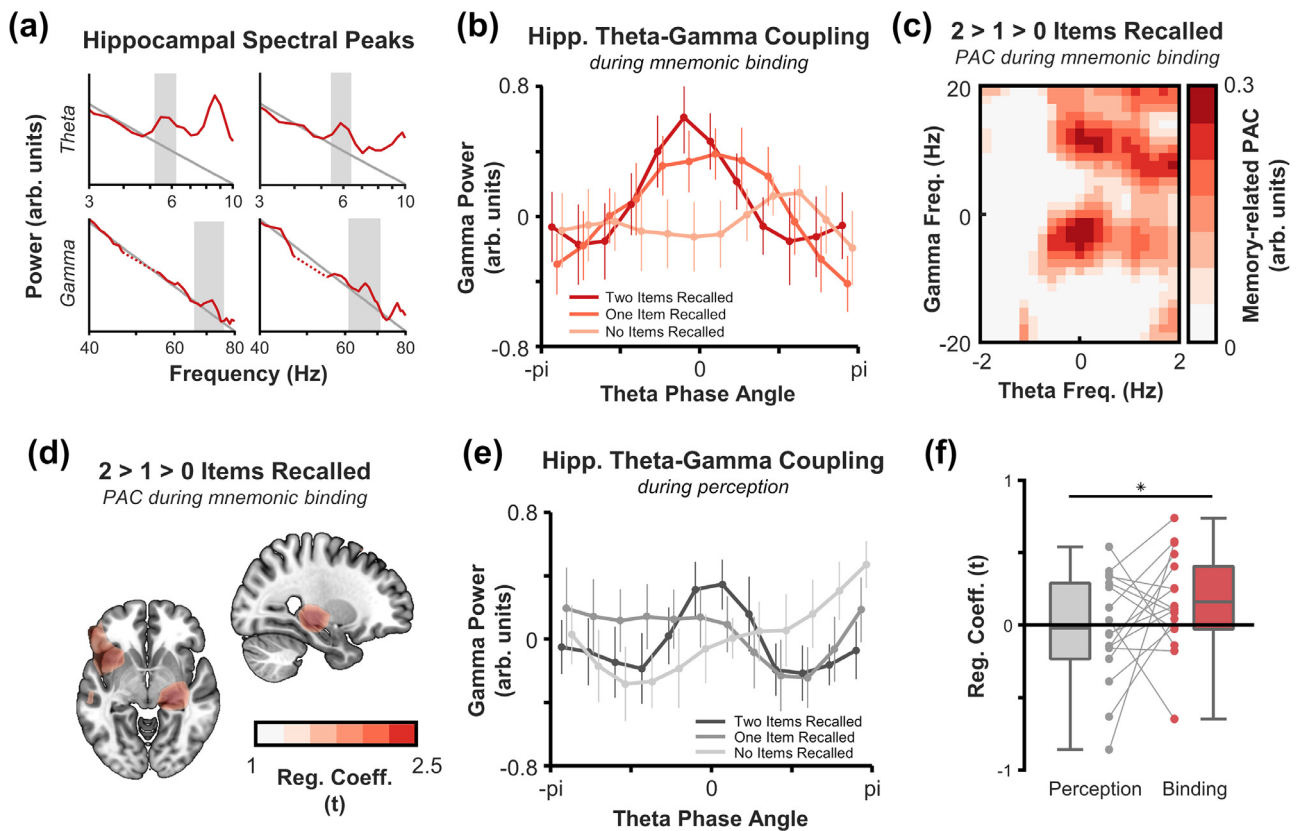 (a)
Hippocampal Spectral Peaks
Power (arb. units)
Theta
3 6 10
3 6 10
Gamma
40 60 80
40 60 80
Frequency (Hz)
(b)
Hipp. Theta-Gamma Coupling
during mnemonic binding
Gamma Power
(arb. units)
0.8
0
-0.8
Two Items Recalled
One Item Recalled
No Items Recalled
-pi 0 pi
Theta Phase Angle
(c)
2 > 1 > 0 Items Recalled
PAC during mnemonic binding
Gamma Freq. (Hz)
20
0
-20
-2 0 2
Theta Freq. (Hz)
0.3
0
Memory-related PAC
(arb. units)
(d)
2 > 1 > 0 Items Recalled
PAC during mnemonic binding
1 2.5
Reg. Coeff.
(t)
(e)
Hipp. Theta-Gamma Coupling
during perception
Gamma Power
(arb. units)
0.8
0
-0.8
Two Items Recalled
One Item Recalled
No Items Recalled
-pi 0 pi
Theta Phase Angle
(f)
Reg. Coeff. (t)
1
0
-1
*
Perception Binding